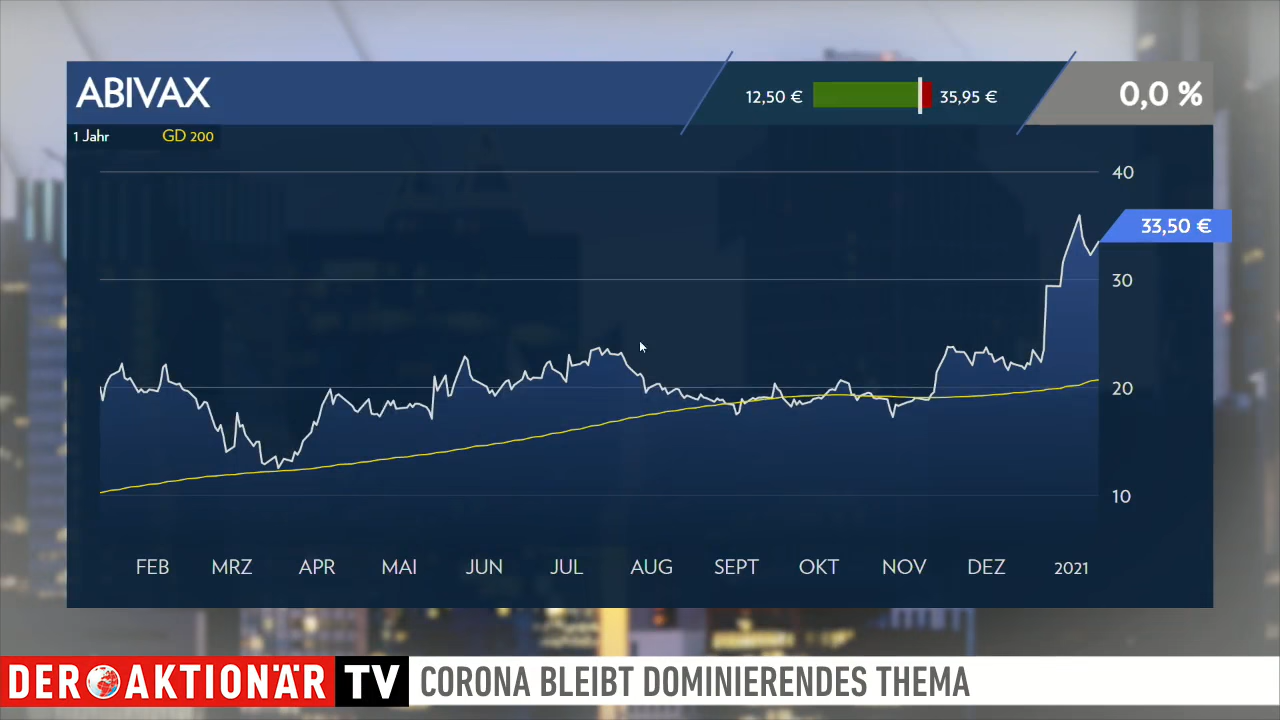 ABIVAX
12,50 € 35,95 €
0,0 %
1 Jahr GD 200
40
33,50 €
30
20
10
FEB MRZ APR MAI JUN JUL AUG SEPT OKT NOV DEZ 2021
DER AKTIONÄR TV CORONA BLEIBT DOMINIERENDES THEMA